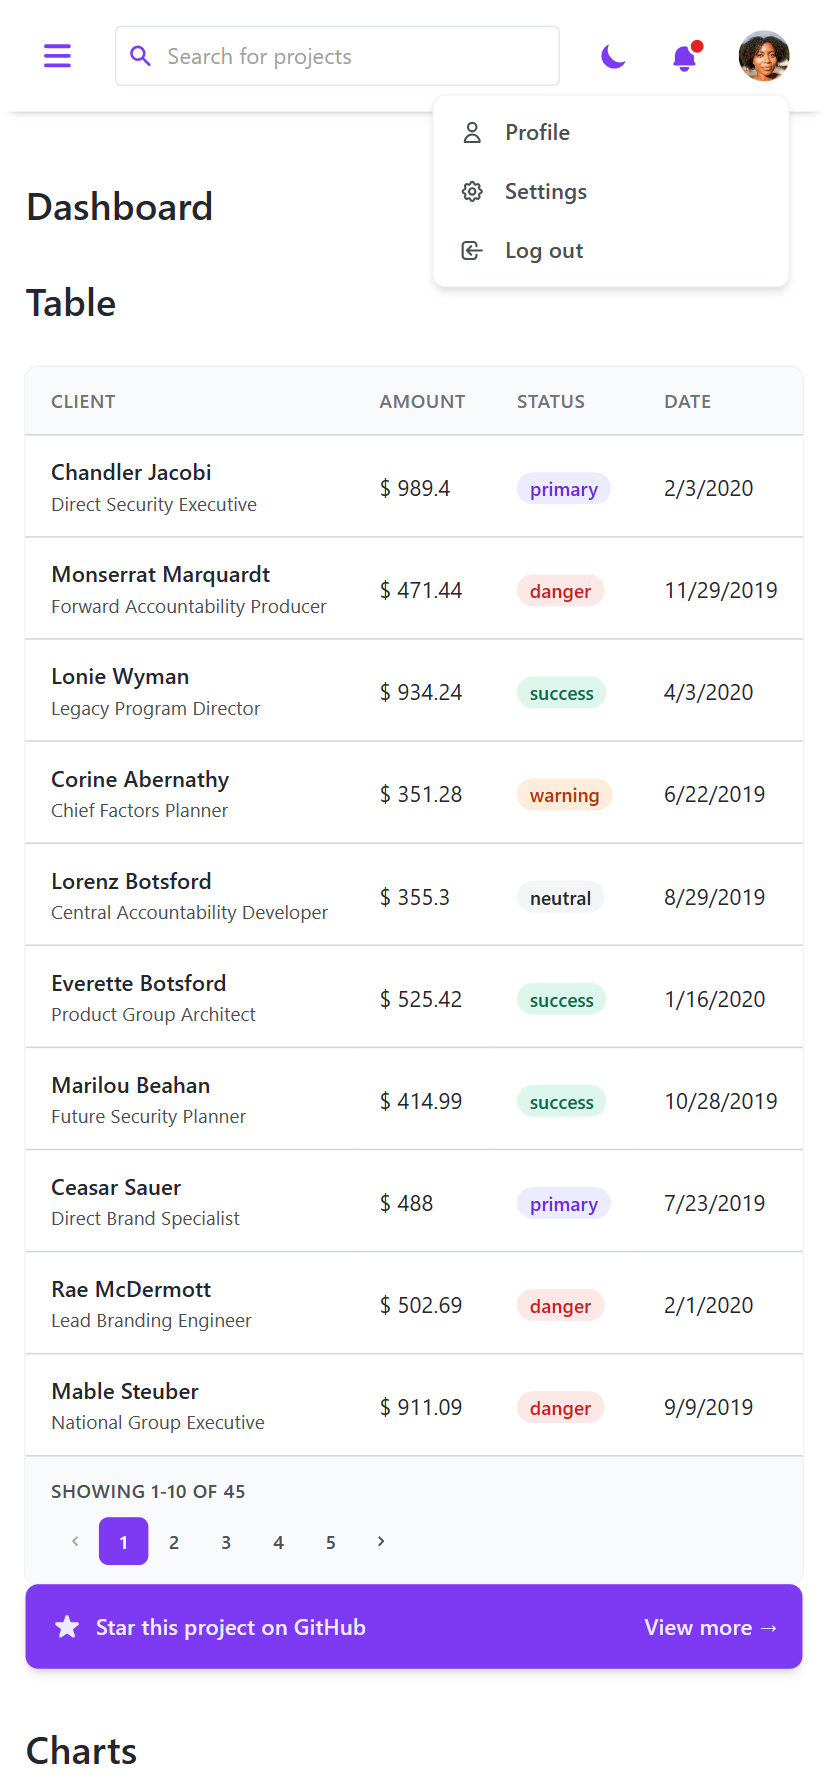 Search for projects
Profile
Settings
Log out
Dashboard
Table
CLIENT AMOUNT STATUS DATE
Chandler Jacobi
Direct Security Executive
$ 989.4 primary 2/3/2020
Monserrat Marquardt
Forward Accountability Producer
$ 471.44 danger 11/29/2019
Lonie Wyman
Legacy Program Director
$ 934.24 success 4/3/2020
Corine Abernathy
Chief Factors Planner
$ 351.28 warning 6/22/2019
Lorenz Botsford
Central Accountability Developer
$ 355.3 neutral 8/29/2019
Everette Botsford
Product Group Architect
$ 525.42 success 1/16/2020
Marilou Beahan
Future Security Planner
$ 414.99 success 10/28/2019
Ceasar Sauer
Direct Brand Specialist
$ 488 primary 7/23/2019
Rae McDermott
Lead Branding Engineer
$ 502.69 danger 2/1/2020
Mable Steuber
National Group Executive
$ 911.09 danger 9/9/2019
SHOWING 1-10 OF 45
1 2 3 4 5
Star this project on GitHub View more →
Charts